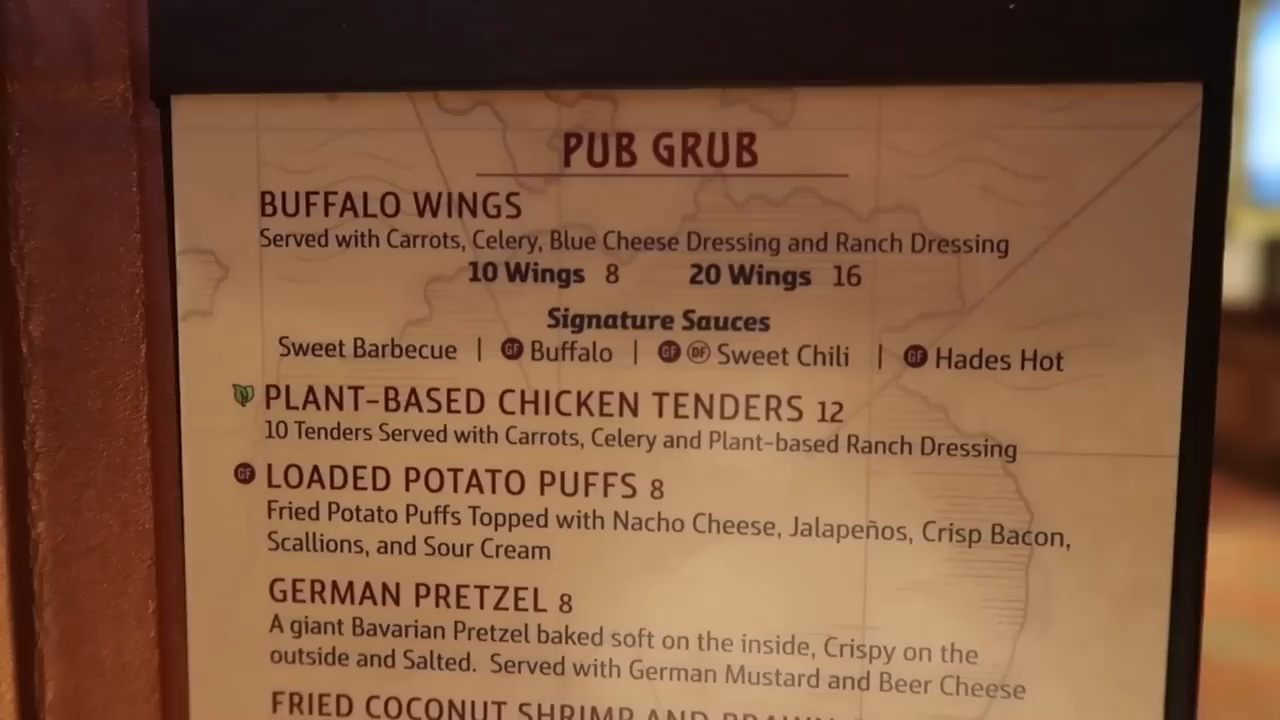 PUB GRUB
BUFFALO WINGS
Served with Carrots, Celery, Blue Cheese Dressing and Ranch Dressing
10 Wings 8 20 Wings 16
Signature Sauces
Sweet Barbecue | GF Buffalo | GF DF Sweet Chili | GF Hades Hot
PLANT-BASED CHICKEN TENDERS 12
10 Tenders Served with Carrots, Celery and Plant-based Ranch Dressing
GF LOADED POTATO PUFFS 8
Fried Potato Puffs Topped with Nacho Cheese, Jalapeños, Crisp Bacon,
Scallions, and Sour Cream
GERMAN PRETZEL 8
A giant Bavarian Pretzel baked soft on the inside, Crispy on the
outside and Salted. Served with German Mustard and Beer Cheese
FRIED COCONUT SHRIMP AND